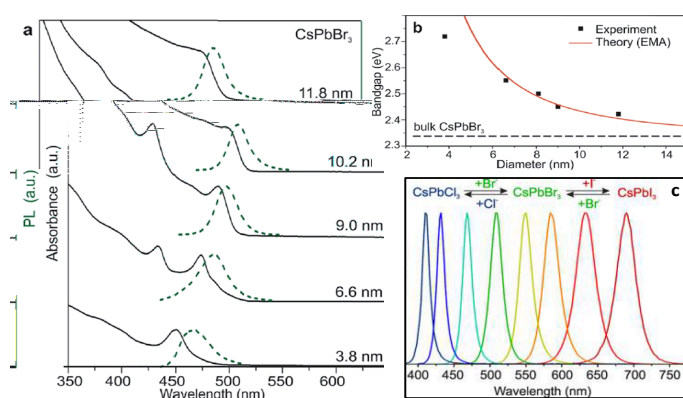 a
CsPbBr3
11.8 nm
10.2 n
9.0 nm
6.6 nm
3.8 nm
PL (a.u.)
Absorbance (a.u.)
350 400 450 500 550 600
Wavelength (nm)
b
Experiment
Theory (EMA)
bulk CsPbBr3
Bandgap (eV)
2.7
2.6
2.5
2.4
2.3
2 4 6 8 10 12 14
Diameter (nm)
c
CsPbCl3 +Br- CsPbBr3 +I- CsPbI3
+Cl- +Br-
400 450 500 550 600 650 700 750
Wavelength (nm)